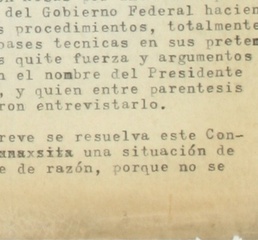 del Gobierno Federal hacien
s procedimientos, totalmente
bases tecnicas en sus preten
s quite fuerza y argumentos
n el nombre del Presidente
, y quien entre parentesis
ron entrevistarlo.
reve se resuelva este Con-
una situación de
e de razón, porque no se